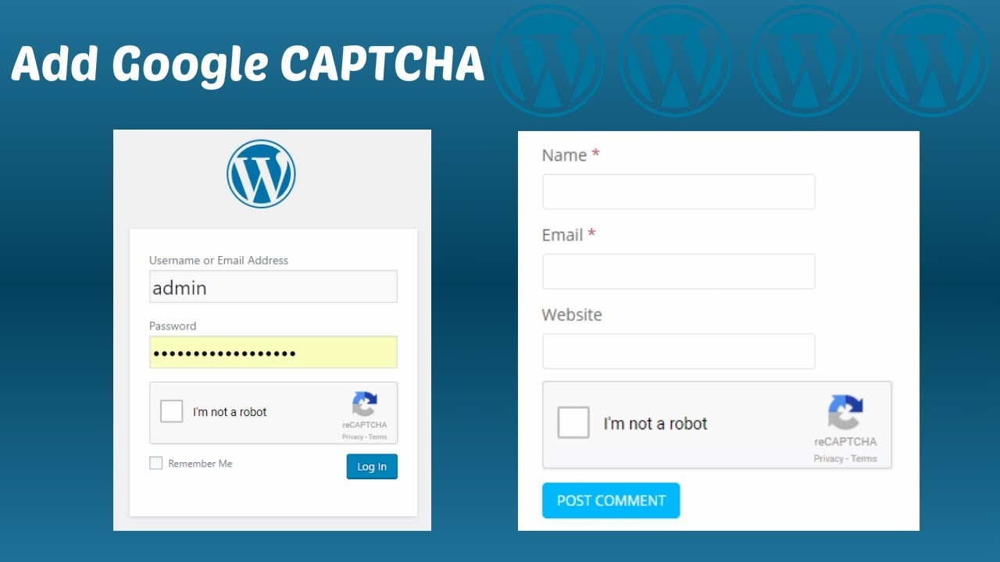 Add Google CAPTCHA
Username or Email Address
admin
Password
••••••••••••••••••
I'm not a robot
reCAPTCHA
Privacy - Terms
Remember Me
Log In
Name *
Email *
Website
I'm not a robot
reCAPTCHA
Privacy - Terms
POST COMMENT